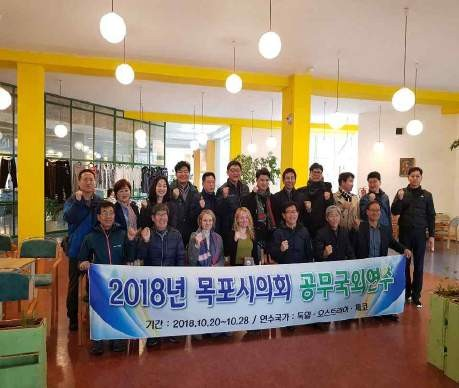 2018년 목포시의회 공무국외연수
기간 : 2018.10.20~10.28 / 연수국가 : 독일·오스트리아·체코